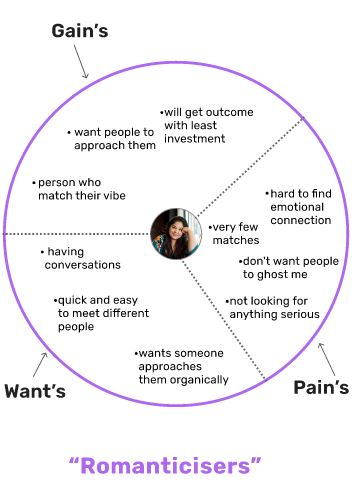 Gain's
•will get outcome
with least
investment
• want people to
approach them
• person who
match their vibe
• hard to find
emotional
connection
•very few
matches
•don't want people
to ghost me
•not looking for
anything serious
• having
conversations
•quick and easy
to meet different
people
•wants someone
approaches
them organically
Want's
Pain's
“Romanticisers”